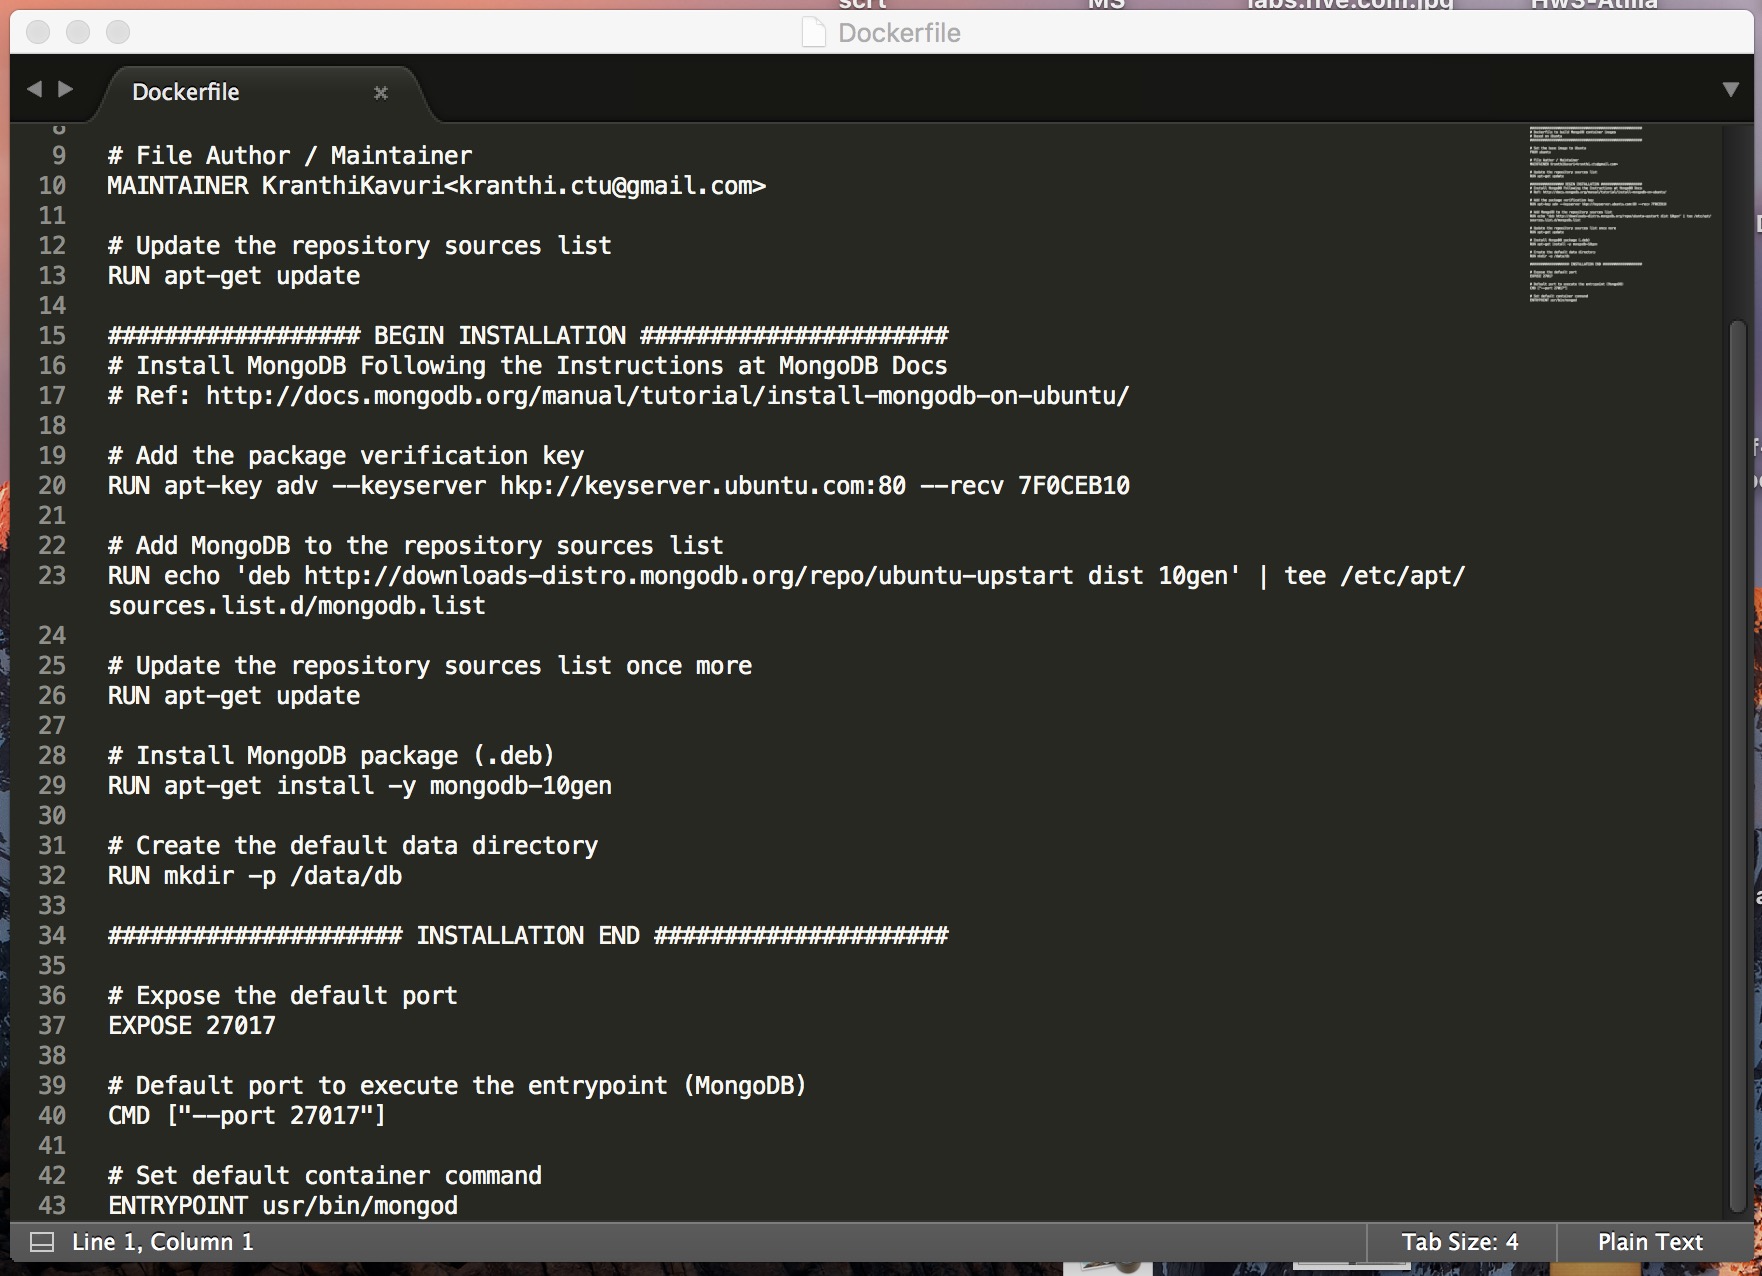 scrt
MS
labs.five.com.jpg
Dockerfile
Dockerfile
8
9 # File Author / Maintainer
10 MAINTAINER KranthiKavuri<kranthi.ctu@gmail.com>
11
12 # Update the repository sources list
13 RUN apt-get update
14
15 ################## BEGIN INSTALLATION ######################
16 # Install MongoDB Following the Instructions at MongoDB Docs
17 # Ref: http://docs.mongodb.org/manual/tutorial/install-mongodb-on-ubuntu/
18
19 # Add the package verification key
20 RUN apt-key adv --keyserver hkp://keyserver.ubuntu.com:80 --recv 7F0CEB10
21
22 # Add MongoDB to the repository sources list
23 RUN echo 'deb http://downloads-distro.mongodb.org/repo/ubuntu-upstart dist 10gen' | tee /etc/apt/
sources.list.d/mongodb.list
24
25 # Update the repository sources list once more
26 RUN apt-get update
27
28 # Install MongoDB package (.deb)
29 RUN apt-get install -y mongodb-10gen
30
31 # Create the default data directory
32 RUN mkdir -p /data/db
33
34 ##################### INSTALLATION END #####################
35
36 # Expose the default port
37 EXPOSE 27017
38
39 # Default port to execute the entrypoint (MongoDB)
40 CMD ["--port 27017"]
41
42 # Set default container command
43 ENTRYPOINT usr/bin/mongod
Line 1, Column 1
Tab Size: 4
Plain Text